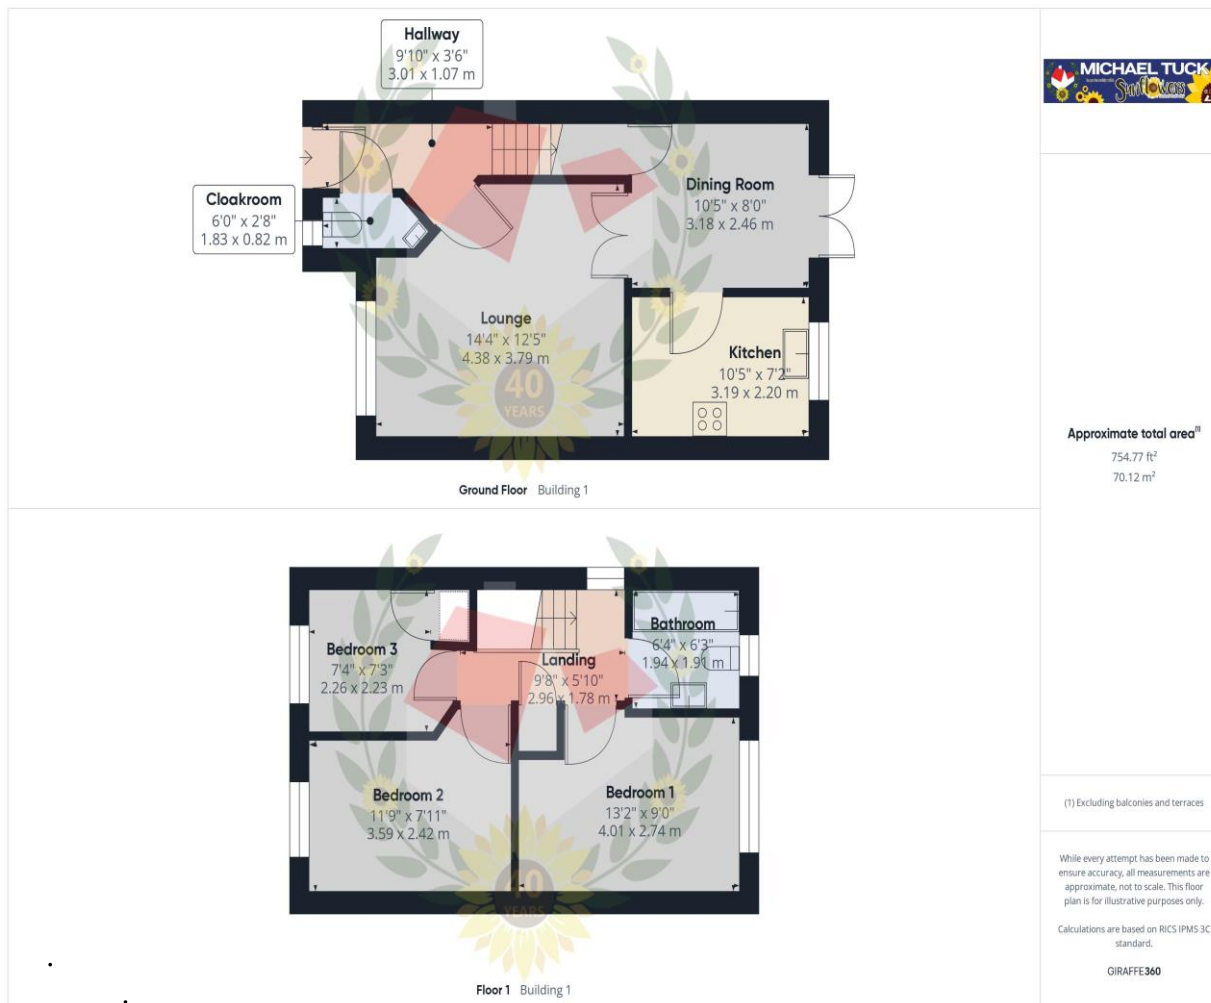 Hallway
9'10" x 3'6"
3.01 x 1.07 m
Cloakroom
6'0" x 2'8"
1.83 x 0.82 m
Dining Room
10'5" x 8'0"
3.18 x 2.46 m
Lounge
14'4" x 12'5"
4.38 x 3.79 m
Kitchen
10'5" x 7'2"
3.19 x 2.20 m
40
YEARS
Ground Floor Building 1
MICHAEL TUCK
Sunflowers
Approximate total area(1)
754.77 ft²
70.12 m²
Bedroom 3
7'4" x 7'3"
2.26 x 2.23 m
Landing
9'8" x 5'10"
2.96 x 1.78 m
Bathroom
6'4" x 6'3"
1.94 x 1.91 m
Bedroom 2
11'9" x 7'11"
3.59 x 2.42 m
Bedroom 1
13'2" x 9'0"
4.01 x 2.74 m
40
YEARS
Floor 1 Building 1
(1) Excluding balconies and terraces
While every attempt has been made to
ensure accuracy, all measurements are
approximate, not to scale. This floor
plan is for illustrative purposes only.
Calculations are based on RICS IPMS 3C
standard.
GIRAFFE360